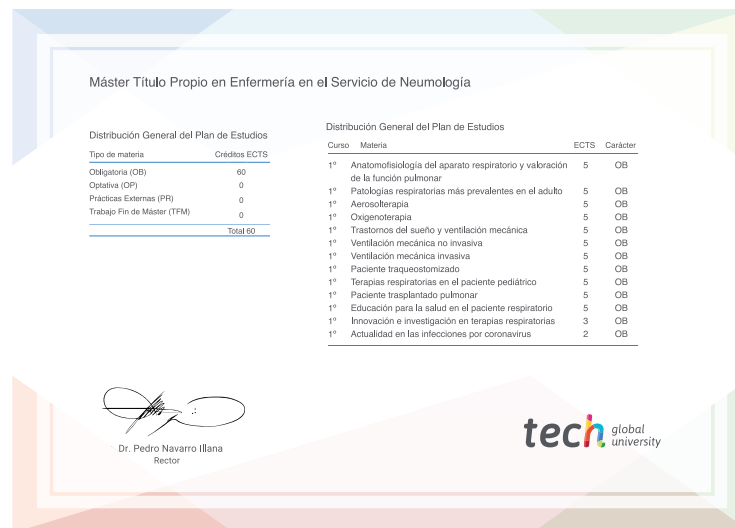 Máster Título Propio en Enfermería en el Servicio de Neumología
Distribución General del Plan de Estudios
Tipo de materia Créditos ECTS
Obligatoria (OB) 60
Optativa (OP) 0
Prácticas Externas (PR) 0
Trabajo Fin de Máster (TFM) 0
Total 60
Distribución General del Plan de Estudios
Curso Materia ECTS Carácter
1º Anatomofisiología del aparato respiratorio y valoración 5 OB
de la función pulmonar
1º Patologías respiratorias más prevalentes en el adulto 5 OB
1º Aerosolterapia 5 OB
1º Oxigenoterapia 5 OB
1º Trastornos del sueño y ventilación mecánica 5 OB
1º Ventilación mecánica no invasiva 5 OB
1º Ventilación mecánica invasiva 5 OB
1º Paciente traqueostomizado 5 OB
1º Terapias respiratorias en el paciente pediátrico 5 OB
1º Paciente trasplantado pulmonar 5 OB
1º Educación para la salud en el paciente respiratorio 5 OB
1º Innovación e investigación en terapias respiratorias 3 OB
1º Actualidad en las infecciones por coronavirus 2 OB
Dr. Pedro Navarro Illana
Rector
tech global
university